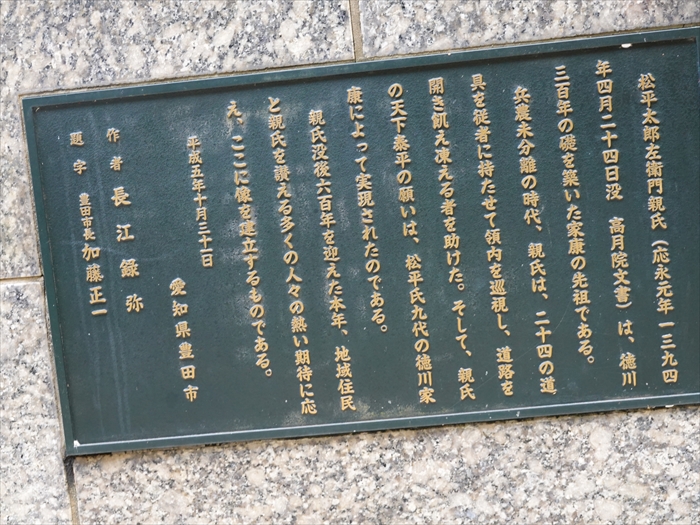 松平太郎左衛門親氏(応永元年一三九四
年四月二十四日没　高月院文書)は、徳川
三百年の礎を築いた家康の先祖である。
兵農未分離の時代、親氏は、二十四の道
具を従者に持たせて領内を巡視し、道路を
開き飢え凍える者を助けた。そして、親氏
の天下泰平の願いは、松平氏九代の徳川家
康によって実現されたのである。
親氏没後六百年を迎えた本年、地域住民
と親氏を讃える多くの人々の熱い期待に応
え、ここに像を建立するものである。
平成五年十月三十一日
愛知県豊田市
作者　長江録弥
題字　豊田市長　加藤正一